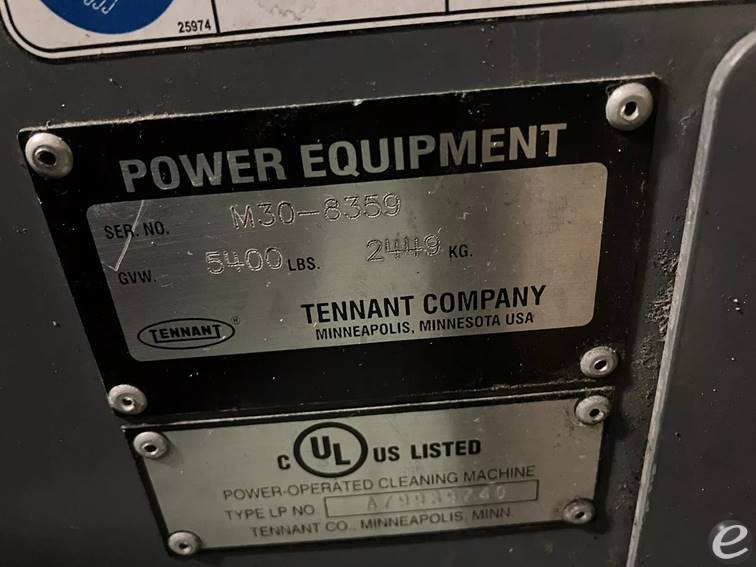 25974
POWER EQUIPMENT
SER. NO. M30-8359
GVW. 5400 LBS. 2449 KG.
TENNANT ®
TENNANT COMPANY
MINNEAPOLIS, MINNESOTA USA
C UL US LISTED
POWER-OPERATED CLEANING MACHINE
TYPE LP NO.
TENNANT CO., MINNEAPOLIS, MINN.
e